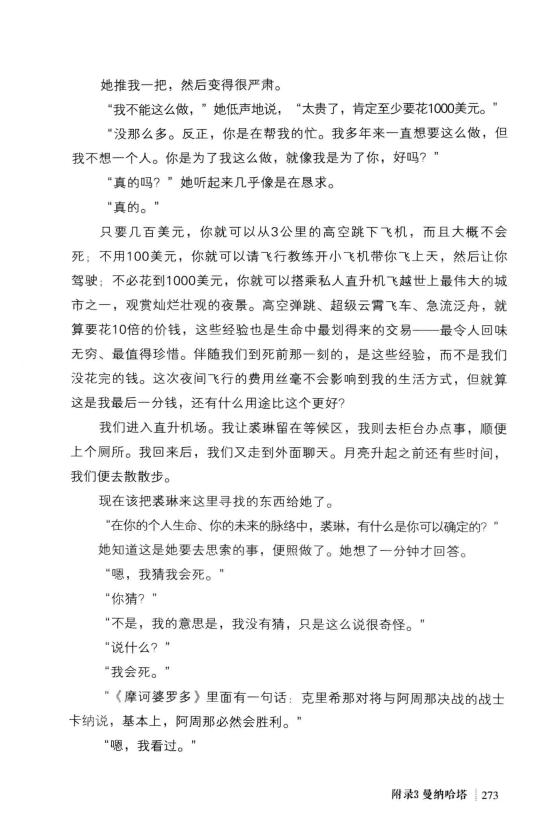 她推我一把，然后变得很严肃。
“我不能这么做，”她低声地说，“太贵了，肯定至少要花1000美元。”
“没那么多。反正，你是在帮我的忙。我多年来一直想要这么做，但
我不想一个人。你是为了我这么做，就像我是为了你，好吗？”
“真的吗？”她听起来几乎像是在恳求。
“真的。”
只要几百美元，你就可以从3公里的高空跳下飞机，而且大概不会
死；不用100美元，你就可以请飞行教练开小飞机带你飞上天，然后让你
驾驶；不必花到1000美元，你就可以搭乘私人直升机飞越世上最伟大的城
市之一，观赏灿烂壮观的夜景。高空弹跳、超级云霄飞车、急流泛舟，就
算要花10倍的价钱，这些经验也是生命中最划得来的交易——最令人回味
无穷、最值得珍惜。伴随我们到死前那一刻的，是这些经验，而不是我们
没花完的钱。这次夜间飞行的费用丝毫不会影响到我的生活方式，但就算
这是我最后一分钱，还有什么用途比这个更好？
我们进入直升机场。我让裘琳留在等候区，我则去柜台办点事，顺便
上个厕所。我回来后，我们又走到外面聊天。月亮升起之前还有些时间，
我们便去散散步。
现在该把裘琳来这里寻找的东西给她了。
“在你的个人生命、你的未来的脉络中，裘琳，有什么是你可以确定的？”
她知道这是她要去思索的事，便照做了。她想了一分钟才回答。
“嗯，我猜我会死。”
“你猜？”
“不是，我的意思是，我没有猜，只是这么说很奇怪。”
“说什么？”
“我会死。”
“《摩诃婆罗多》里面有一句话：克里希那对将与阿周那决战的战士
卡纳说，基本上，阿周那必然会胜利。”
“嗯，我看过。”
附录3 曼纳哈塔 273